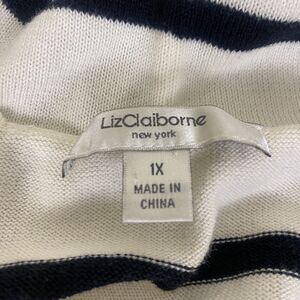 LizClaiborne
new york
1X
MADE IN
CHINA